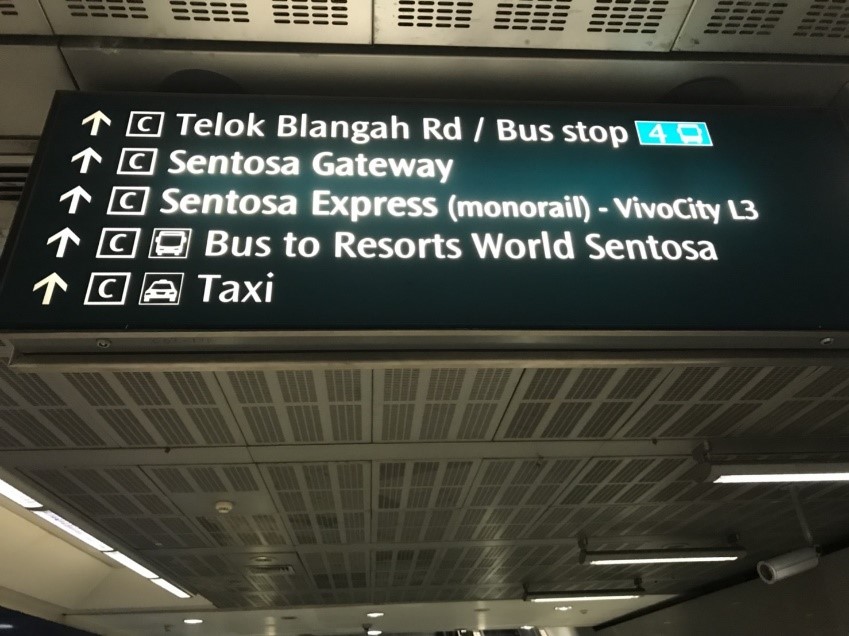 ↑ C Telok Blangah Rd / Bus stop 4
↑ C Sentosa Gateway
↑ C Sentosa Express (monorail) - VivoCity L3
↑ C Bus to Resorts World Sentosa
↑ C Taxi